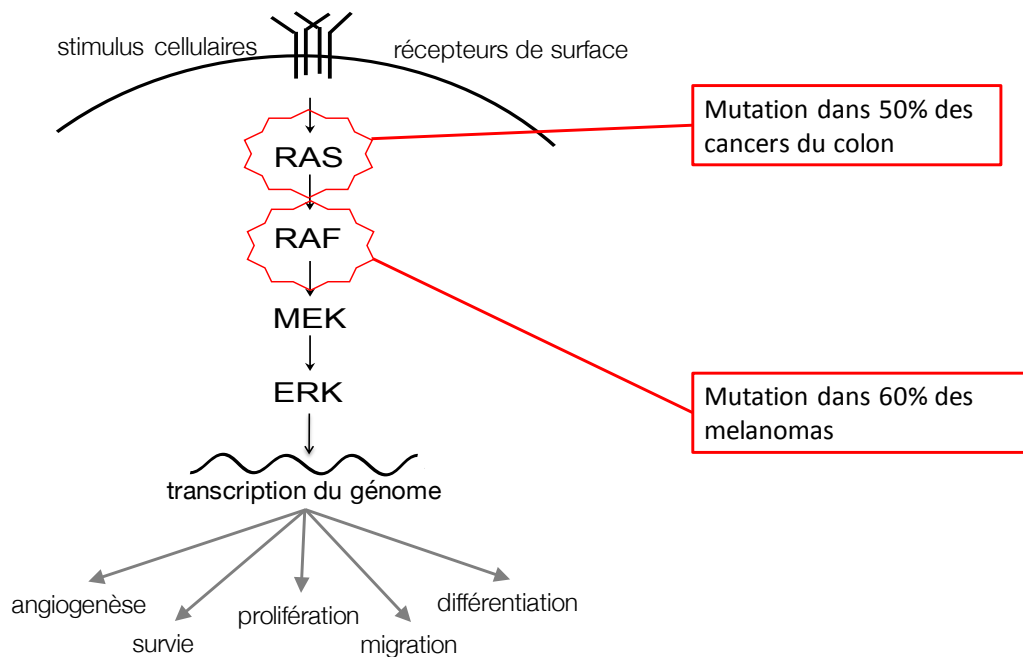 stimulus cellulaires
récepteurs de surface
Mutation dans 50% des
cancers du colon
RAS
RAF
MEK
ERK
Mutation dans 60% des
melanomas
transcription du génome
angiogenèse
survie
prolifération
migration
différentiation